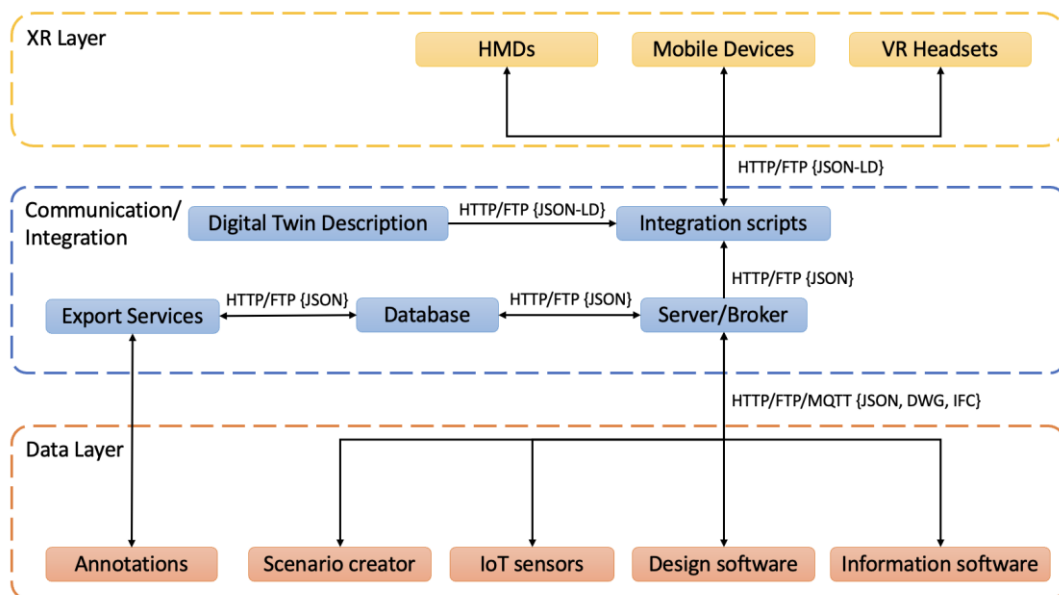 XR Layer
HMDs
Mobile Devices
VR Headsets
HTTP/FTP {JSON-LD}
Communication/
Integration
Digital Twin Description
HTTP/FTP {JSON-LD}
Integration scripts
HTTP/FTP {JSON}
Export Services
HTTP/FTP {JSON}
Database
HTTP/FTP {JSON}
Server/Broker
HTTP/FTP/MQTT {JSON, DWG, IFC}
Data Layer
Annotations
Scenario creator
IoT sensors
Design software
Information software